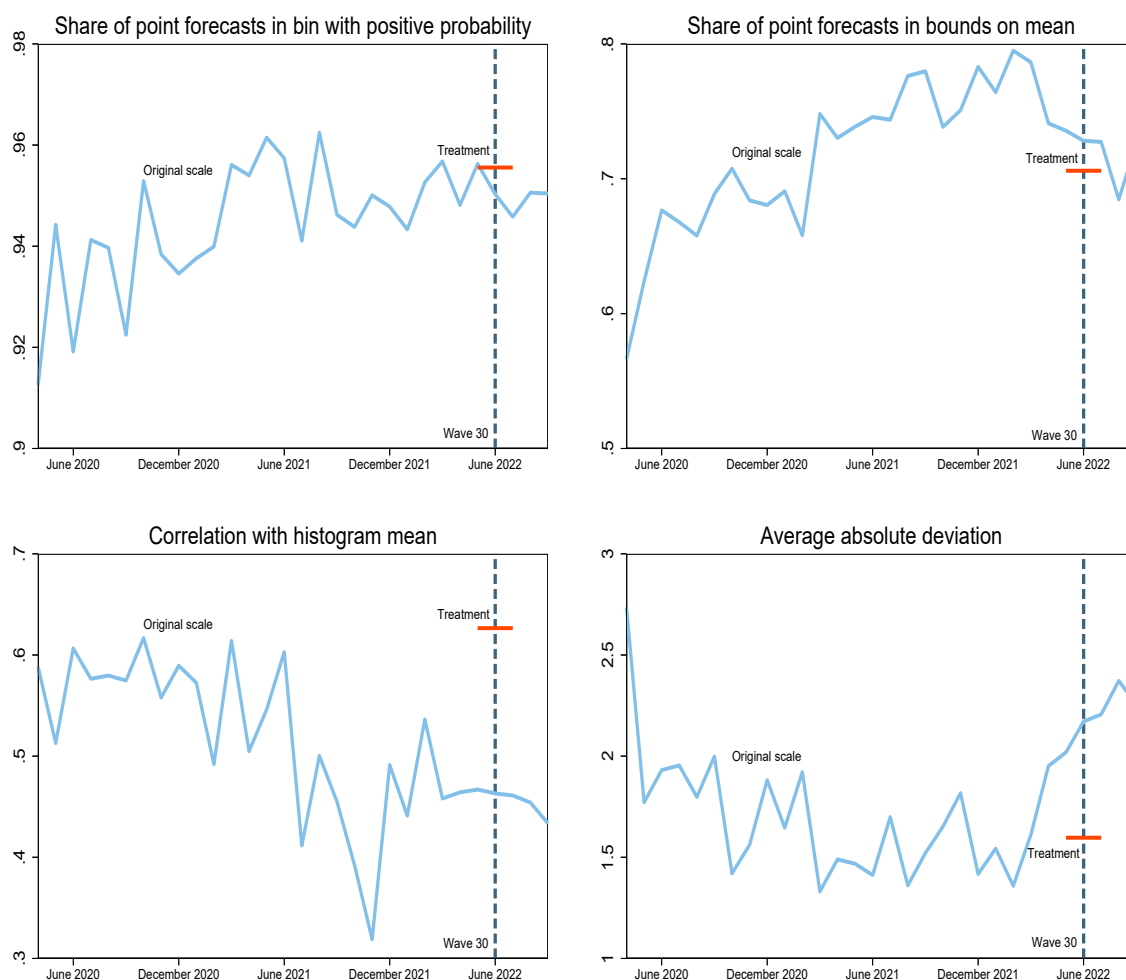 Share of point forecasts in bin with positive probability
.98
.96
.94
.92
.9
Original scale
Treatment
Wave 30
June 2020
December 2020
June 2021
December 2021
June 2022
Share of point forecasts in bounds on mean
.8
.7
.6
.5
Original scale
Treatment
Wave 30
June 2020
December 2020
June 2021
December 2021
June 2022
Correlation with histogram mean
.7
.6
.5
.4
.3
Original scale
Treatment
Wave 30
June 2020
December 2020
June 2021
December 2021
June 2022
Average absolute deviation
3
2.5
2
1.5
1
Original scale
Treatment
Wave 30
June 2020
December 2020
June 2021
December 2021
June 2022